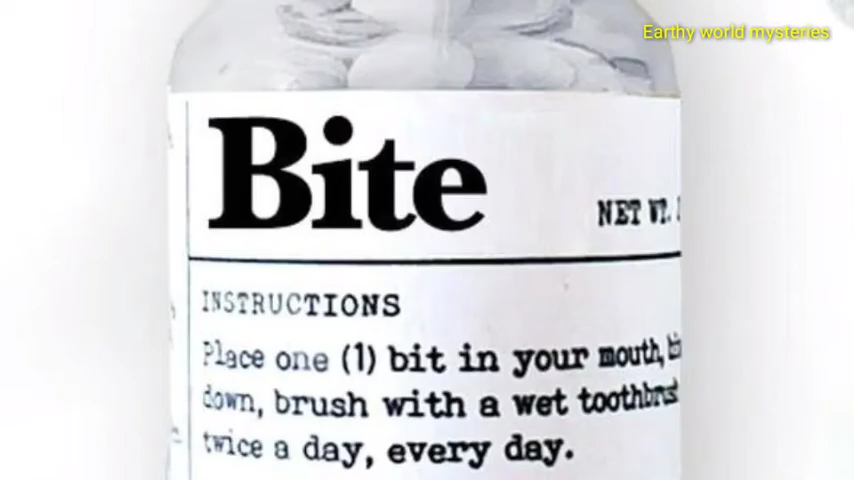 Earthy world mysteries
Bite
NET WT.
INSTRUCTIONS
Place one (1) bit in your mouth,
down, brush with a wet
twice a day, every day.